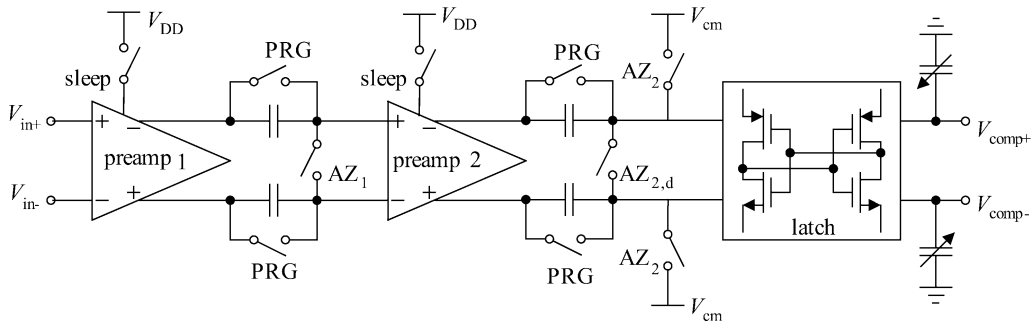 V_DD
V_DD
V_cm
PRG
PRG
sleep
sleep
AZ_2
V_in+
+
−
+
−
V_comp+
preamp 1
preamp 2
AZ_1
AZ_2,d
V_in-
−
+
−
+
V_comp-
latch
PRG
PRG
AZ_2
V_cm